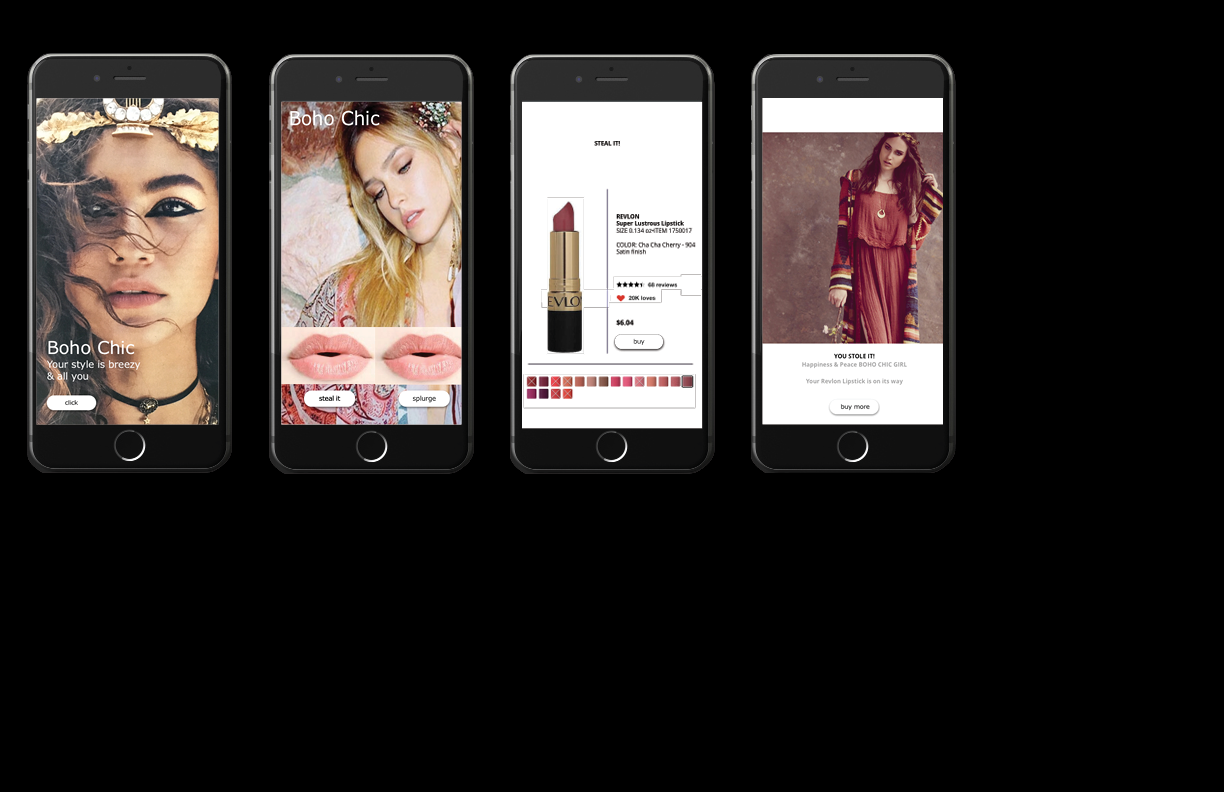 Boho Chic
Your style is breezy
& all you
click
Boho Chic
steal it
splurge
STEAL IT!
REVLON
Super Lustrous Lipstick
SIZE 0.134 oz•ITEM 1750017
COLOR: Cha Cha Cherry - 904
Satin finish
EVLO
66 reviews
20K loves
$6.04
buy
YOU STOLE IT!
Happiness & Peace BOHO CHIC GIRL
Your Revlon Lipstick is on its way
buy more